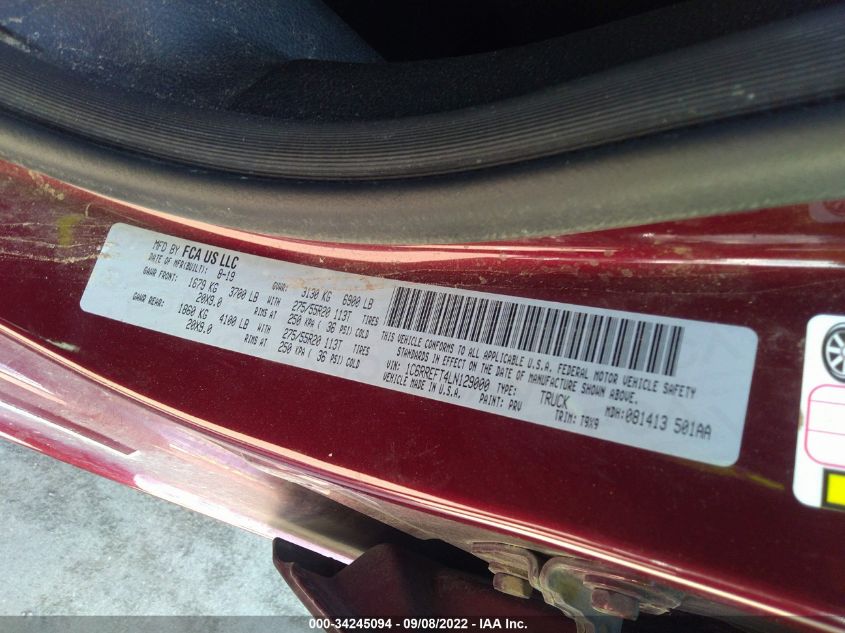 MFD BY FCA US LLC
DATE OF MFR(BUILT): 8-19 GVWR: 3130 KG 6900 LB
GAWR FRONT: 1679 KG 3700 LB WITH 275/55R20 113T TIRES
20X9.0 RIMS AT 250 KPA ( 36 PSI) COLD
GAWR REAR: 1860 KG 4100 LB WITH 275/55R20 113T TIRES
20X9.0 RIMS AT 250 KPA ( 36 PSI) COLD
THIS VEHICLE CONFORMS TO ALL APPLICABLE U.S.A. FEDERAL MOTOR VEHICLE SAFETY
STANDARDS IN EFFECT ON THE DATE OF MANUFACTURE SHOWN ABOVE.
VIN: 1C6RREFT4LN129000 TYPE: TRUCK MDH:081413 501AA
VEHICLE MADE IN U.S.A. PAINT: PRV TRIM: T9X9
000-34245094 - 09/08/2022 - IAA Inc.